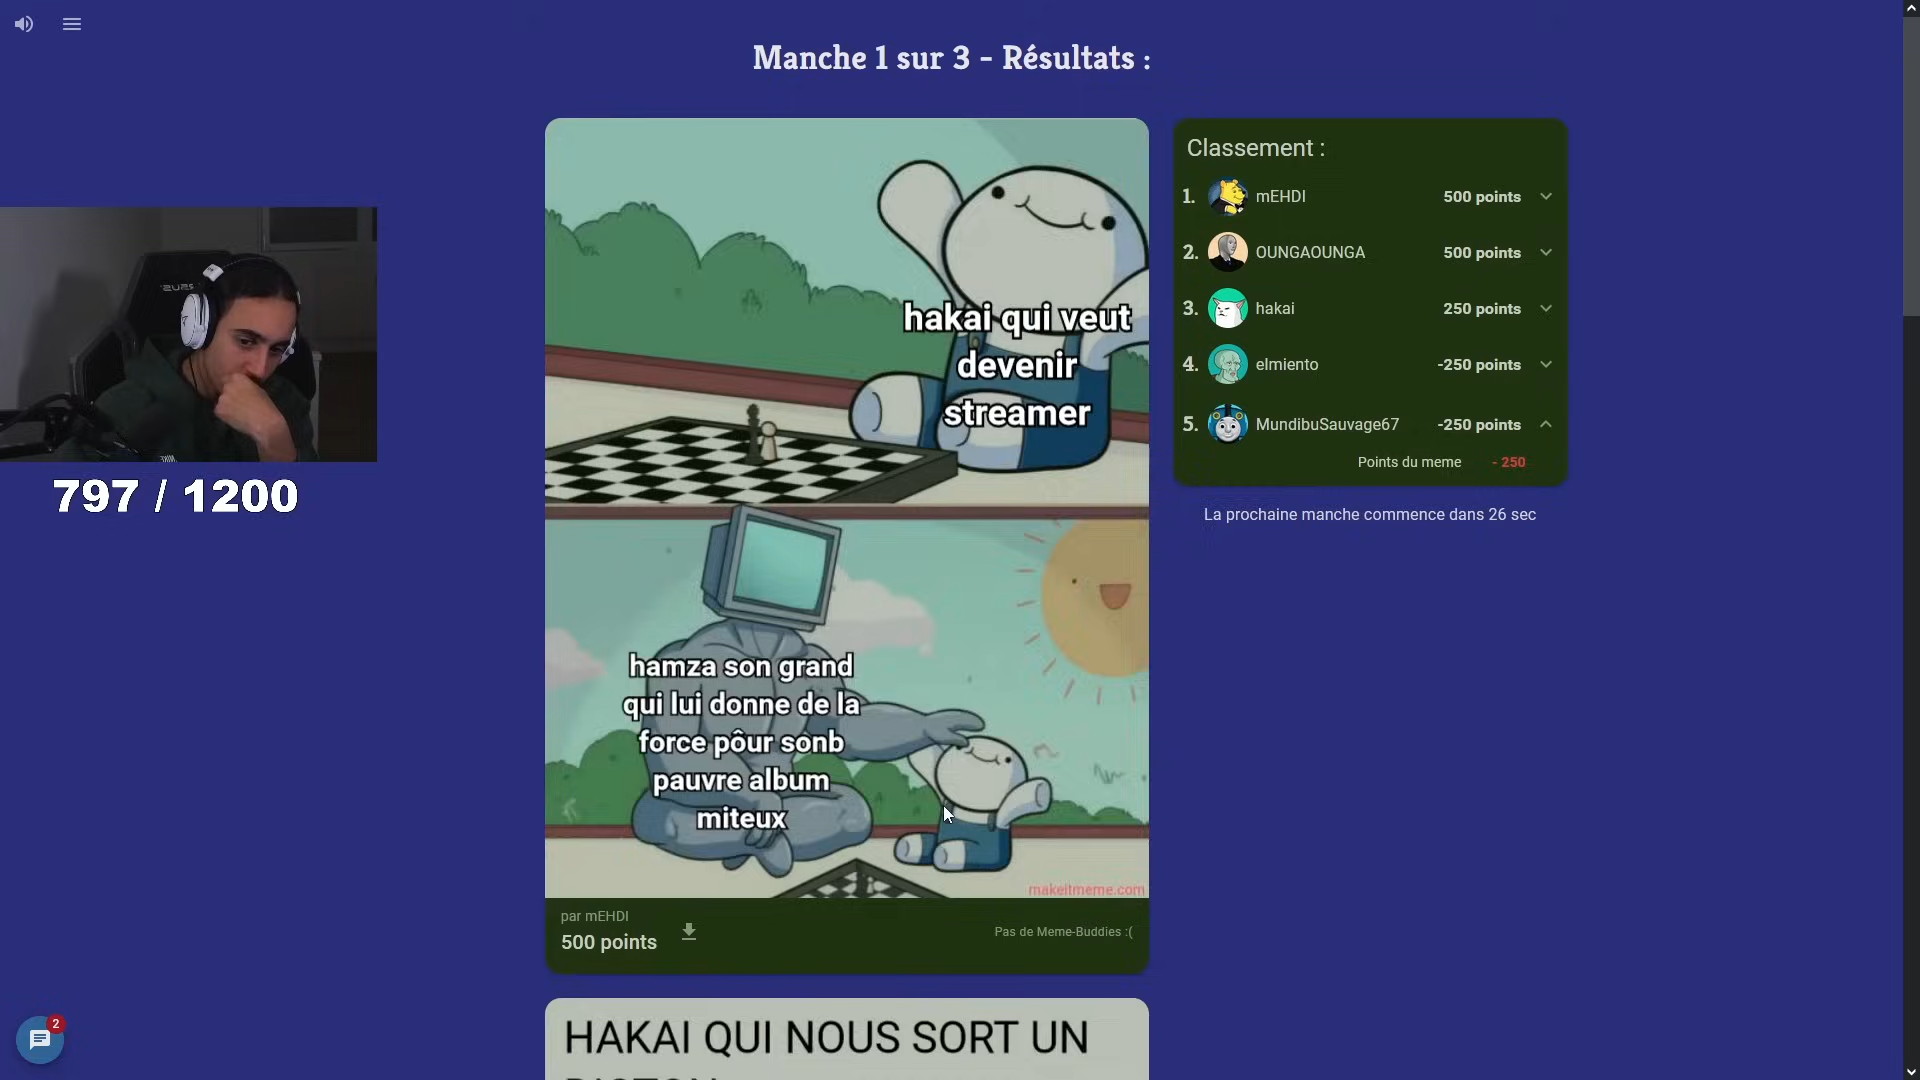 Manche 1 sur 3 - Résultats :
hakai qui veut
devenir
streamer
hamza son grand
qui lui donne de la
force pôur sonb
pauvre album
miteux
makeitmeme.com
par mEHDI
500 points
Pas de Meme-Buddies :(
HAKAI QUI NOUS SORT UN
Classement :
1. mEHDI 500 points
2. OUNGAOUNGA 500 points
3. hakai 250 points
4. elmiento -250 points
5. MundibuSauvage67 -250 points
Points du meme - 250
La prochaine manche commence dans 26 sec
797 / 1200
2